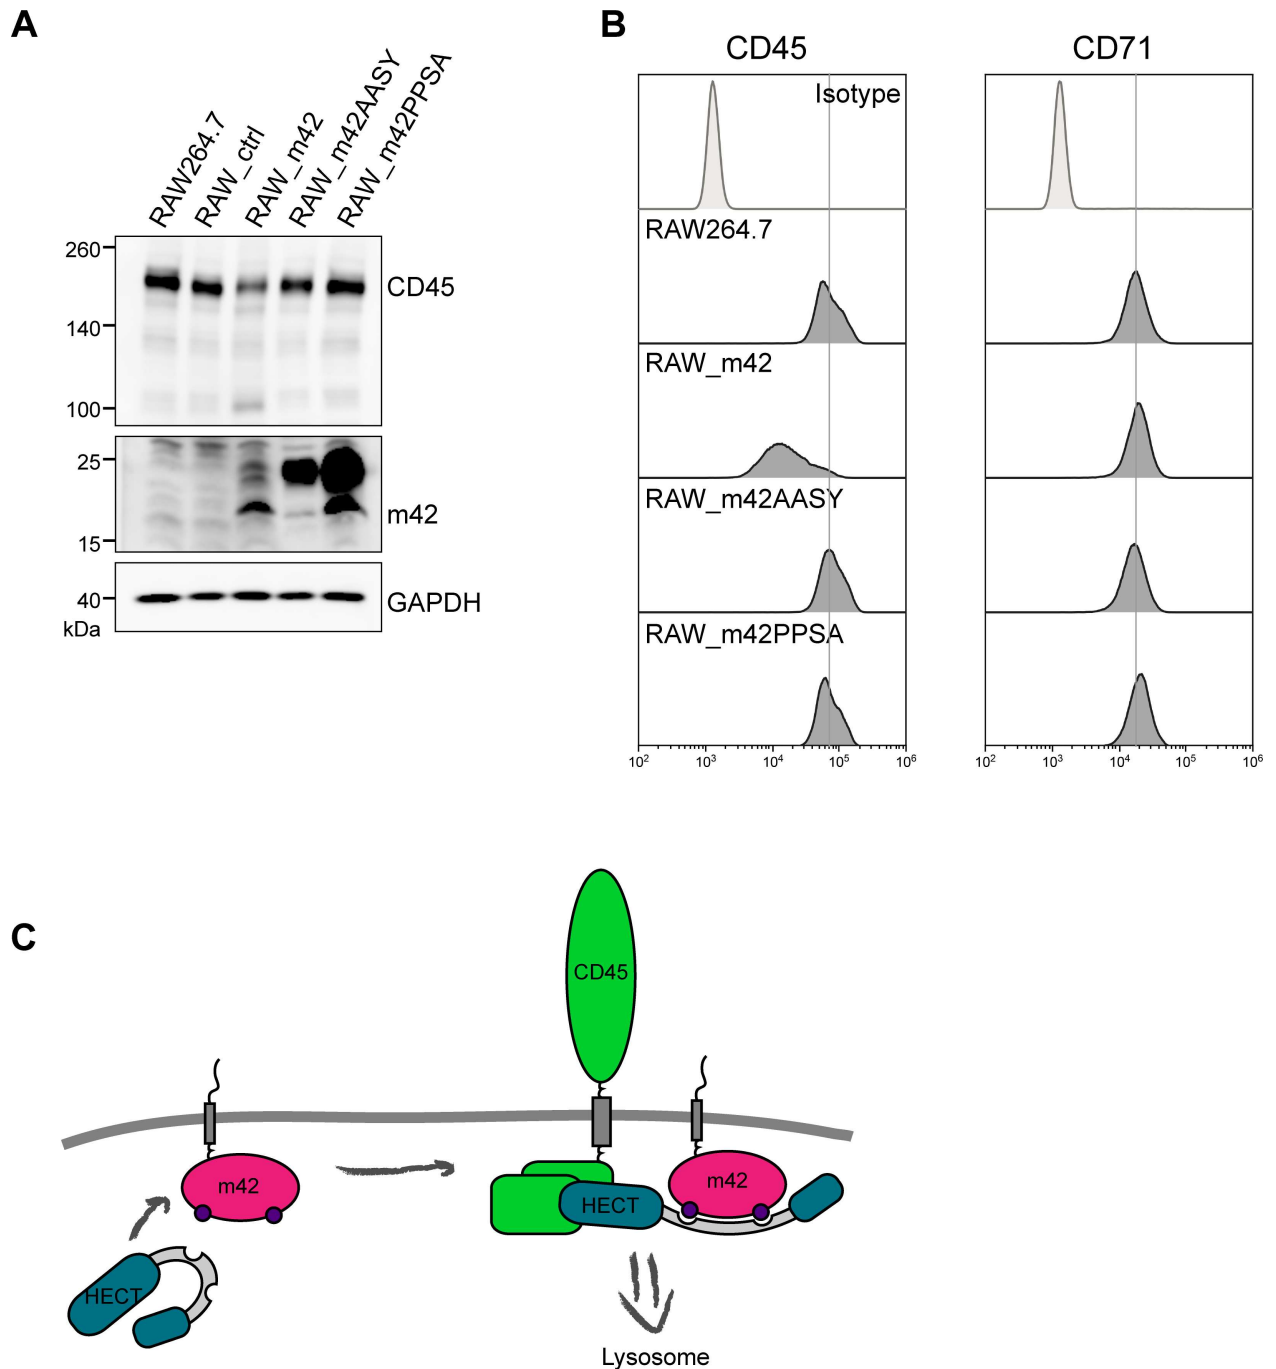 A
RAW264.7
RAW_ctrl
RAW_m42
RAW_m42AASY
RAW_m42PPSA
260
140
100
CD45
25
15
m42
40
kDa
GAPDH
B
CD45
CD71
Isotype
RAW264.7
RAW_m42
RAW_m42AASY
RAW_m42PPSA
10² 10³ 10⁴ 10⁵ 10⁶
10² 10³ 10⁴ 10⁵ 10⁶
C
CD45
m42
m42
HECT
HECT
Lysosome